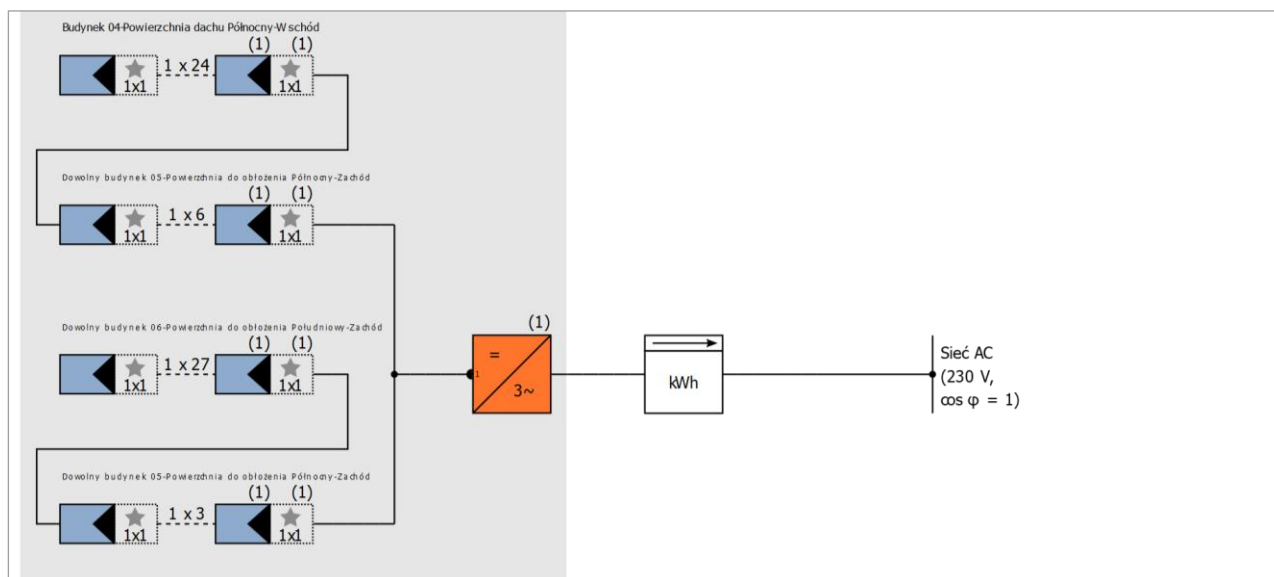 Budynek 04-Powierzchnia dachu Północny-Wschód
(1) (1)
1 x 24
1x1 1x1
Dowolny budynek 05-Powierzchnia do obłożenia Północny-Zachód
(1) (1)
1 x 6
1x1 1x1
Dowolny budynek 06-Powierzchnia do obłożenia Południowy-Zachód
(1) (1)
1 x 27
1x1 1x1
Dowolny budynek 05-Powierzchnia do obłożenia Północny-Zachód
(1) (1)
1 x 3
1x1 1x1
(1)
=
1
3~
kWh
Sieć AC
(230 V,
cos φ = 1)